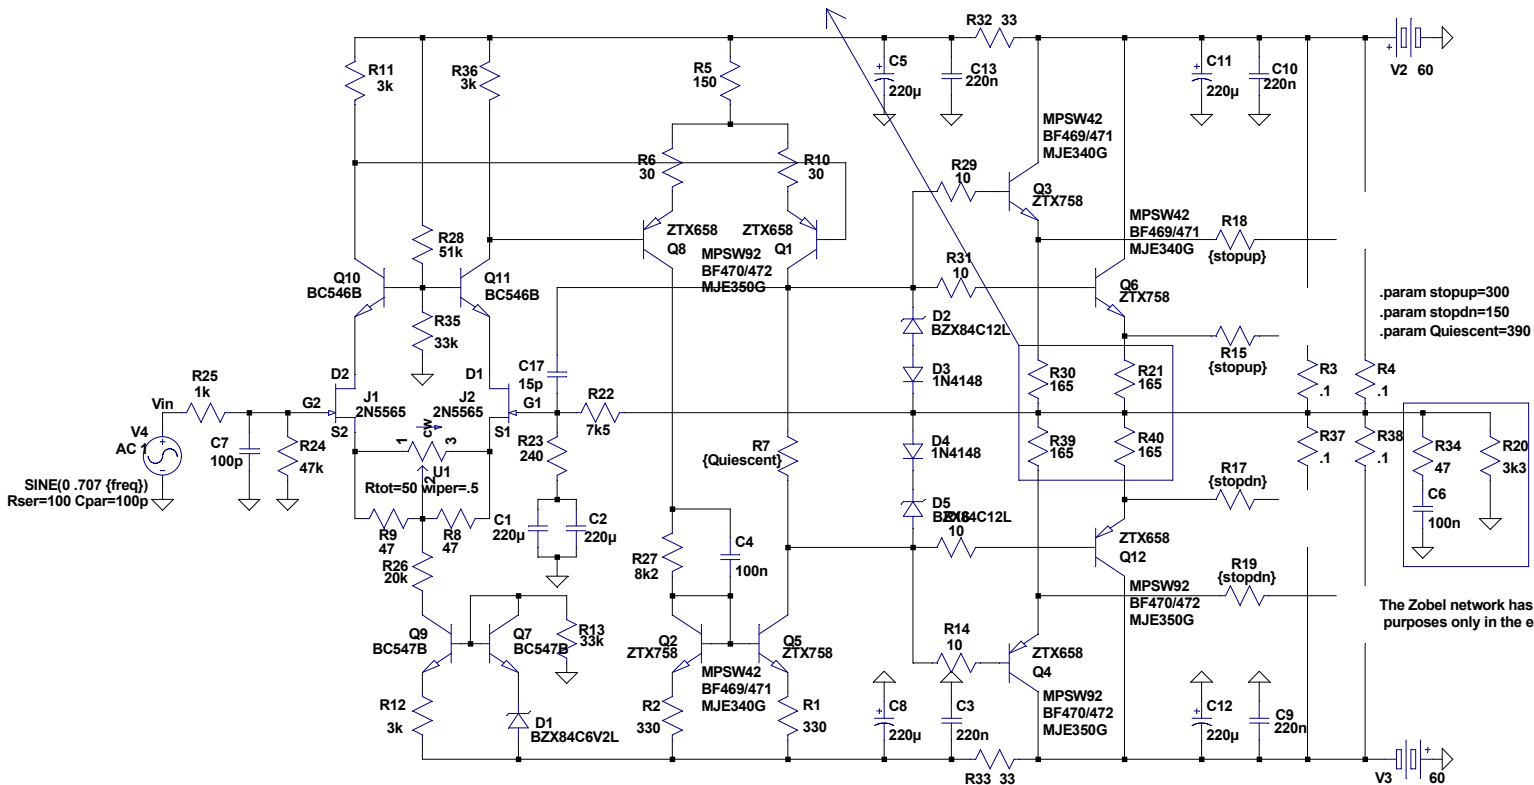 R32 33
V2 60
R11
3k
R36
3k
R5
150
C5
220µ
C13
220n
C11
220µ
C10
220n
MPSW42
BF469/471
MJE340G
R6
30
R10
30
R29
10
Q3
ZTX758
MPSW42
BF469/471
MJE340G
R18
{stopup}
R28
51k
ZTX658
Q8
ZTX658
Q1
MPSW92
BF470/472
MJE350G
R31
10
Q10
BC546B
Q11
BC546B
Q6
ZTX758
.param stopup=300
.param stopdn=150
.param Quiescent=390
R35
33k
D2
BZX84C12L
R15
{stopup}
R25
1k
Vin
V4
AC 1
SINE(0 .707 {freq})
Rser=100 Cpar=100p
C7
100p
R24
47k
G2
D2
J1
2N5565
S2
D1
J2
2N5565
G1
S1
C17
15p
R22
7k5
D3
1N4148
R30
165
R21
165
R3
.1
R4
.1
1
cw
3
2
U1
Rtot=50 wiper=.5
R23
240
R7
{Quiescent}
D4
1N4148
R39
165
R40
165
R37
.1
R38
.1
R34
47
R20
3k3
C6
100n
R17
{stopdn}
R9
47
R8
47
C1
220µ
C2
220µ
D5
BZX84C12L
R16
10
R26
20k
R27
8k2
C4
100n
ZTX658
Q12
MPSW92
BF470/472
MJE350G
R19
{stopdn}
The Zobel network has
purposes only in the e
Q9
BC547B
Q7
BC547B
R13
33k
Q2
ZTX758
Q5
ZTX758
MPSW42
BF469/471
MJE340G
R14
10
ZTX658
Q4
MPSW92
BF470/472
MJE350G
R12
3k
D1
BZX84C6V2L
R2
330
R1
330
C8
220µ
C3
220n
C12
220µ
C9
220n
R33 33
V3 60